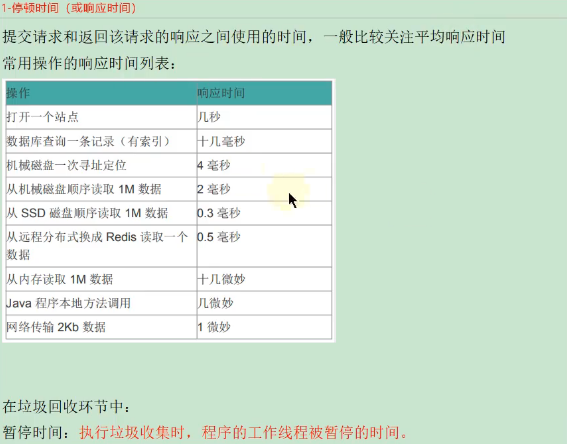 1-停顿时间（或响应时间）
提交请求和返回该请求的响应之间使用的时间，一般比较关注平均响应时间
常用操作的响应时间列表：
操作 响应时间
打开一个站点 几秒
数据库查询一条记录（有索引） 十几毫秒
机械磁盘一次寻址定位 4 毫秒
从机械磁盘顺序读取 1M 数据 2 毫秒
从 SSD 磁盘顺序读取 1M 数据 0.3 毫秒
从远程分布式换成 Redis 读取一个 0.5 毫秒
数据
从内存读取 1M 数据 十几微妙
Java 程序本地方法调用 几微妙
网络传输 2Kb 数据 1 微妙
在垃圾回收环节中：
暂停时间：执行垃圾收集时，程序的工作线程被暂停的时间。